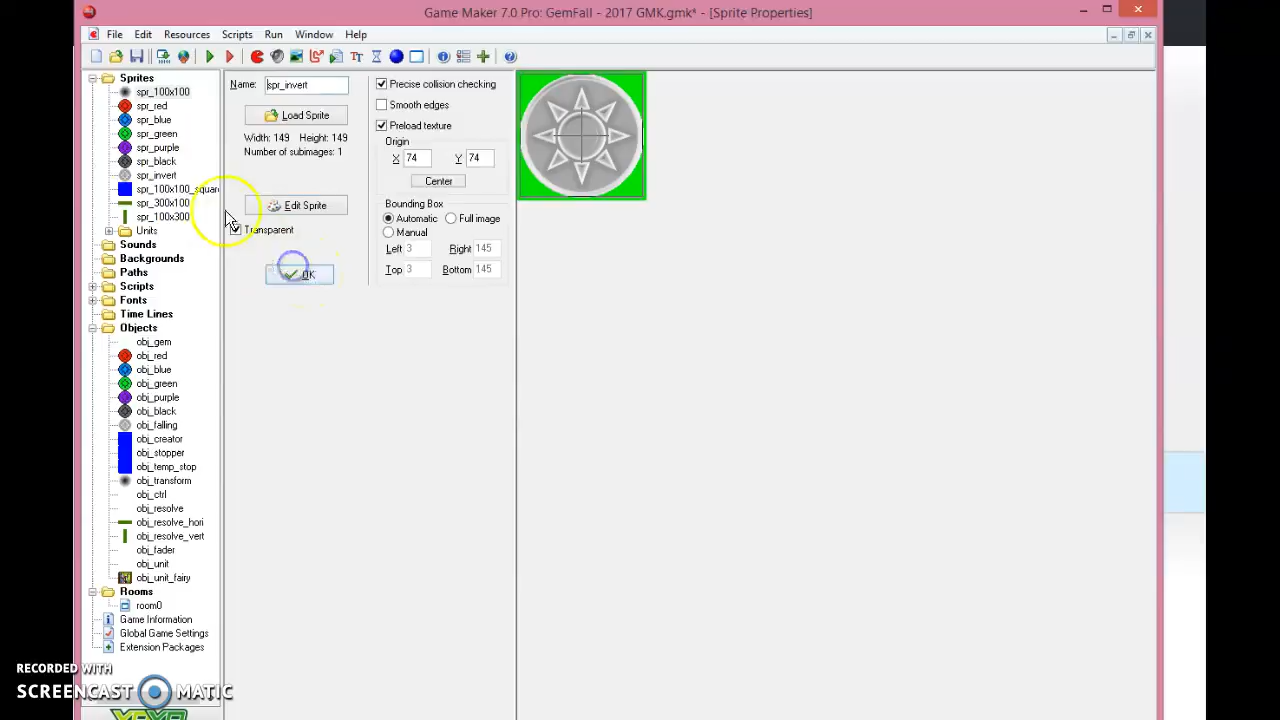 Game Maker 7.0 Pro: GemFall - 2017 GMK.gmk* - [Sprite Properties]
File Edit Resources Scripts Run Window Help
Sprites
spr_100x100
spr_red
spr_blue
spr_green
spr_purple
spr_black
spr_invert
spr_100x100_square
spr_300x100
spr_100x300
Units
Sounds
Backgrounds
Paths
Scripts
Fonts
Time Lines
Objects
obj_gem
obj_red
obj_blue
obj_green
obj_purple
obj_black
obj_falling
obj_creator
obj_stopper
obj_temp_stop
obj_transform
obj_ctrl
obj_resolve
obj_resolve_hori
obj_resolve_vert
obj_fader
obj_unit
obj_unit_fairy
Rooms
room0
Game Information
Global Game Settings
Extension Packages
Name: spr_invert
Load Sprite
Width: 149 Height: 149
Number of subimages: 1
Edit Sprite
Transparent
OK
Precise collision checking
Smooth edges
Preload texture
Origin
X 74 Y 74
Center
Bounding Box
Automatic Full image
Manual
Left 3 Right 145
Top 3 Bottom 145
RECORDED WITH
SCREENCAST MATIC
YOYO